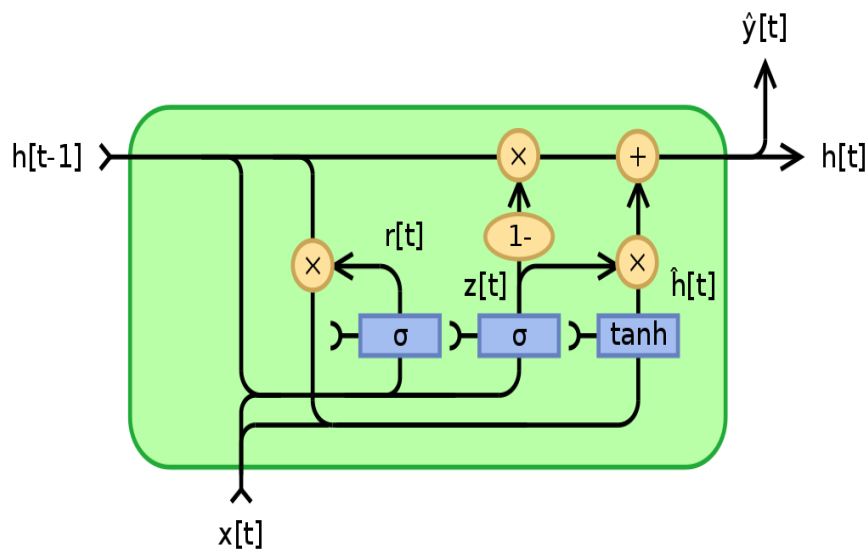 ŷ[t]
h[t-1]
×
+
h[t]
r[t]
1-
×
z[t]
×
ĥ[t]
σ
σ
tanh
x[t]